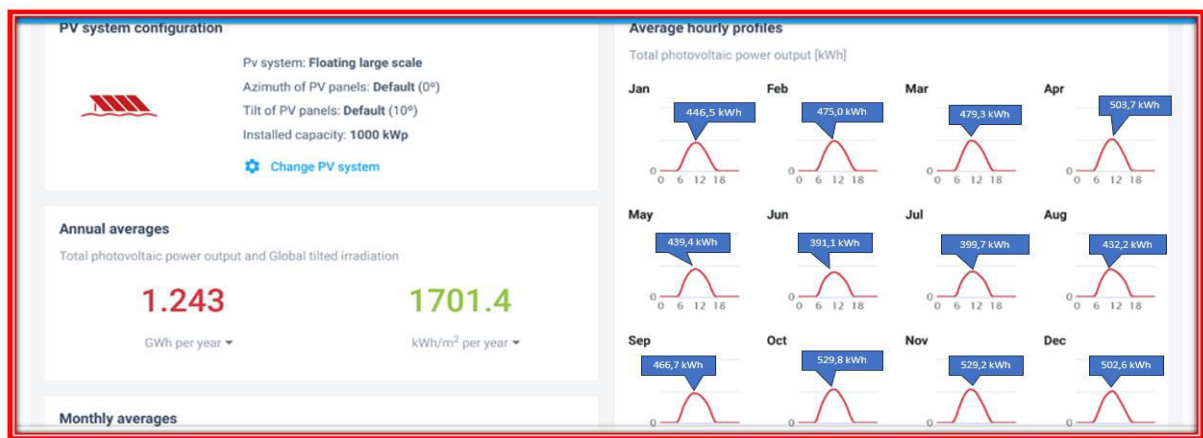 PV system configuration
Pv system: Floating large scale
Azimuth of PV panels: Default (0º)
Tilt of PV panels: Default (10º)
Installed capacity: 1000 kWp
Change PV system
Annual averages
Total photovoltaic power output and Global tilted irradiation
1.243 1701.4
GWh per year kWh/m² per year
Monthly averages
Average hourly profiles
Total photovoltaic power output [kWh]
Jan Feb Mar Apr
446,5 kWh 475,0 kWh 479,3 kWh 503,7 kWh
0 0 0 0
0 6 12 18 0 6 12 18 0 6 12 18 0 6 12 18
May Jun Jul Aug
439,4 kWh 391,1 kWh 399,7 kWh 432,2 kWh
0 0 0 0
0 6 12 18 0 6 12 18 0 6 12 18 0 6 12 18
Sep Oct Nov Dec
466,7 kWh 529,8 kWh 529,2 kWh 502,6 kWh
0 0 0 0